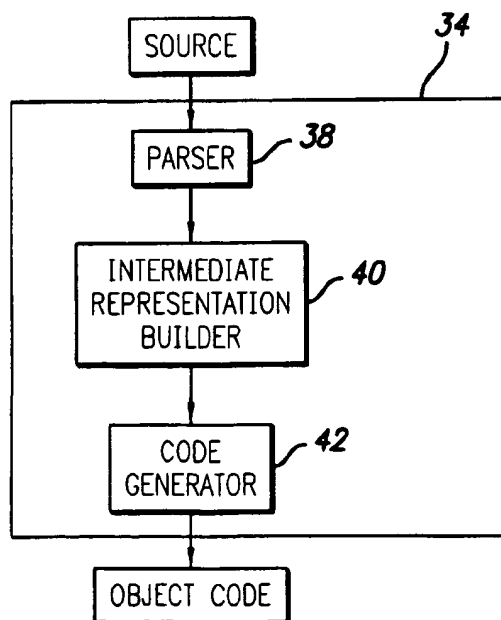 SOURCE
34
PARSER
38
INTERMEDIATE
REPRESENTATION
BUILDER
40
CODE
GENERATOR
42
OBJECT CODE